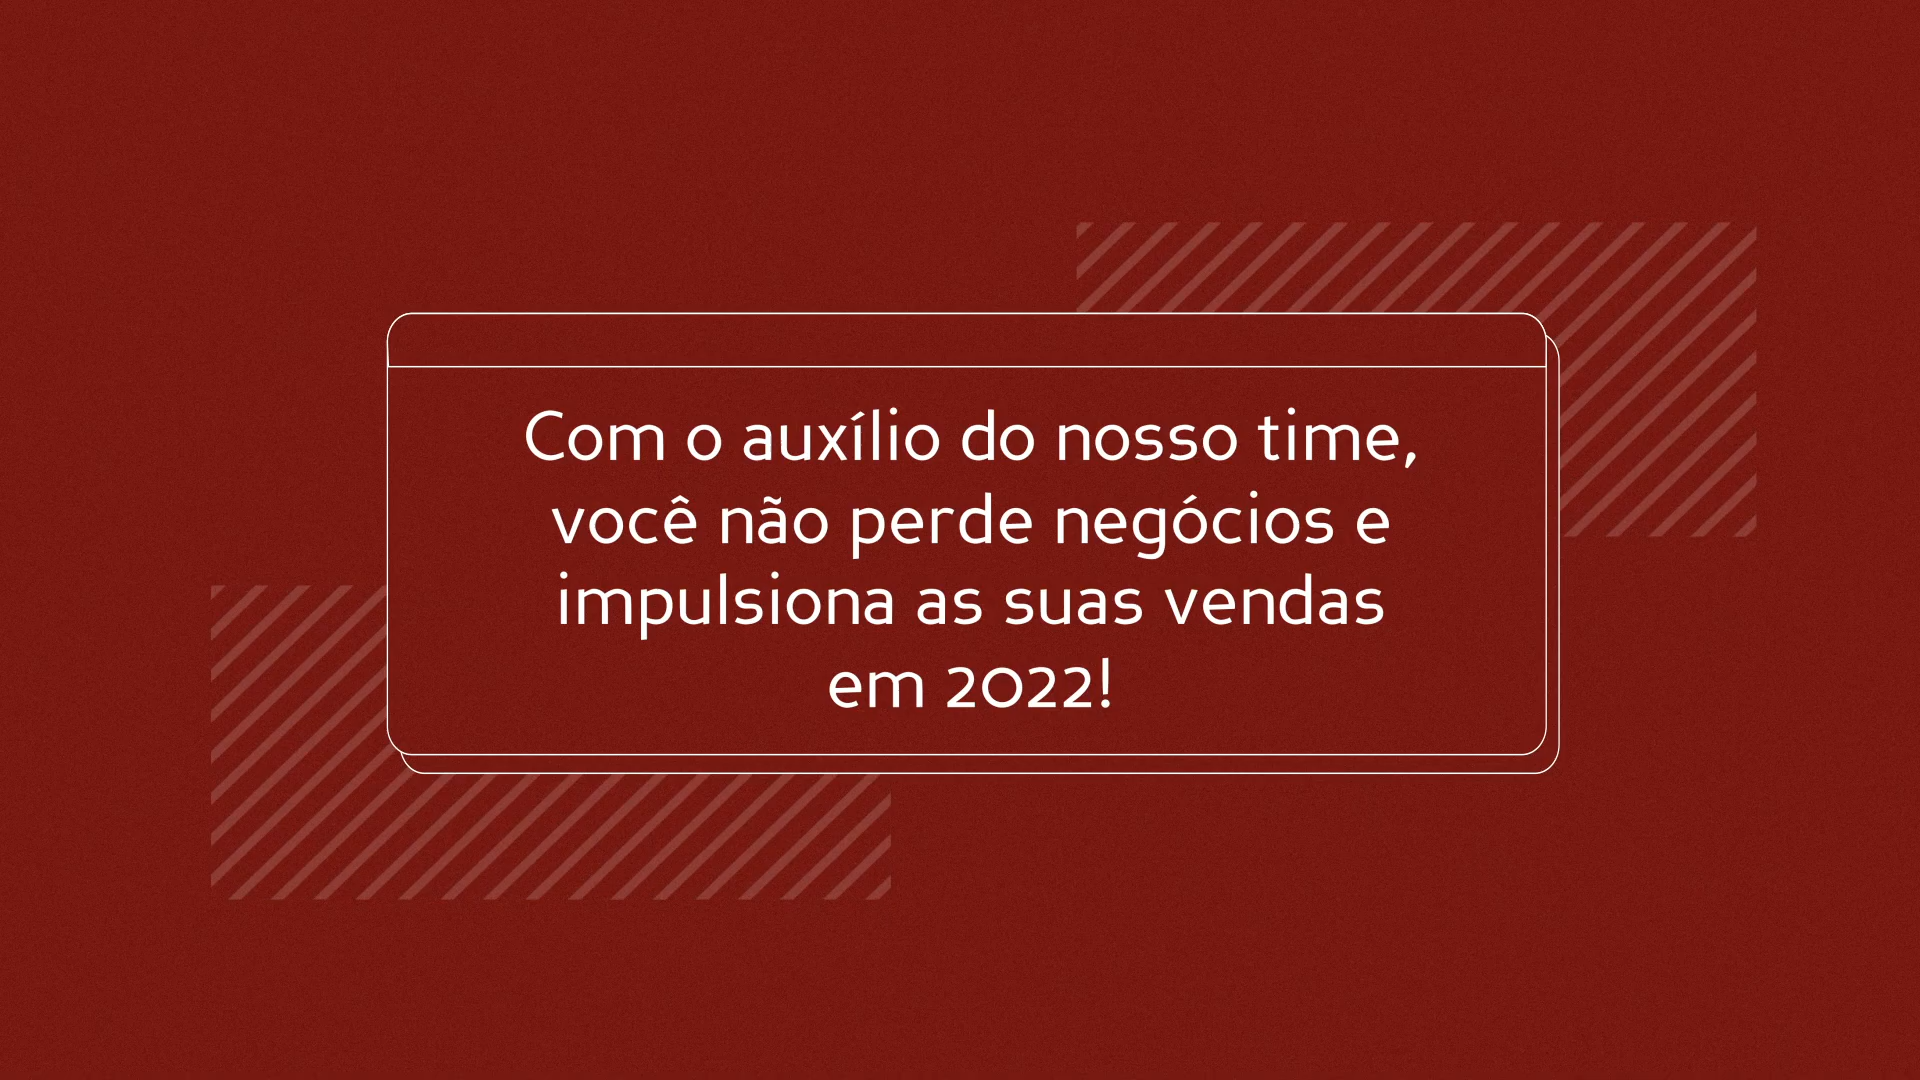 Com o auxílio do nosso time,
você não perde negócios e
impulsiona as suas vendas
em 2022!